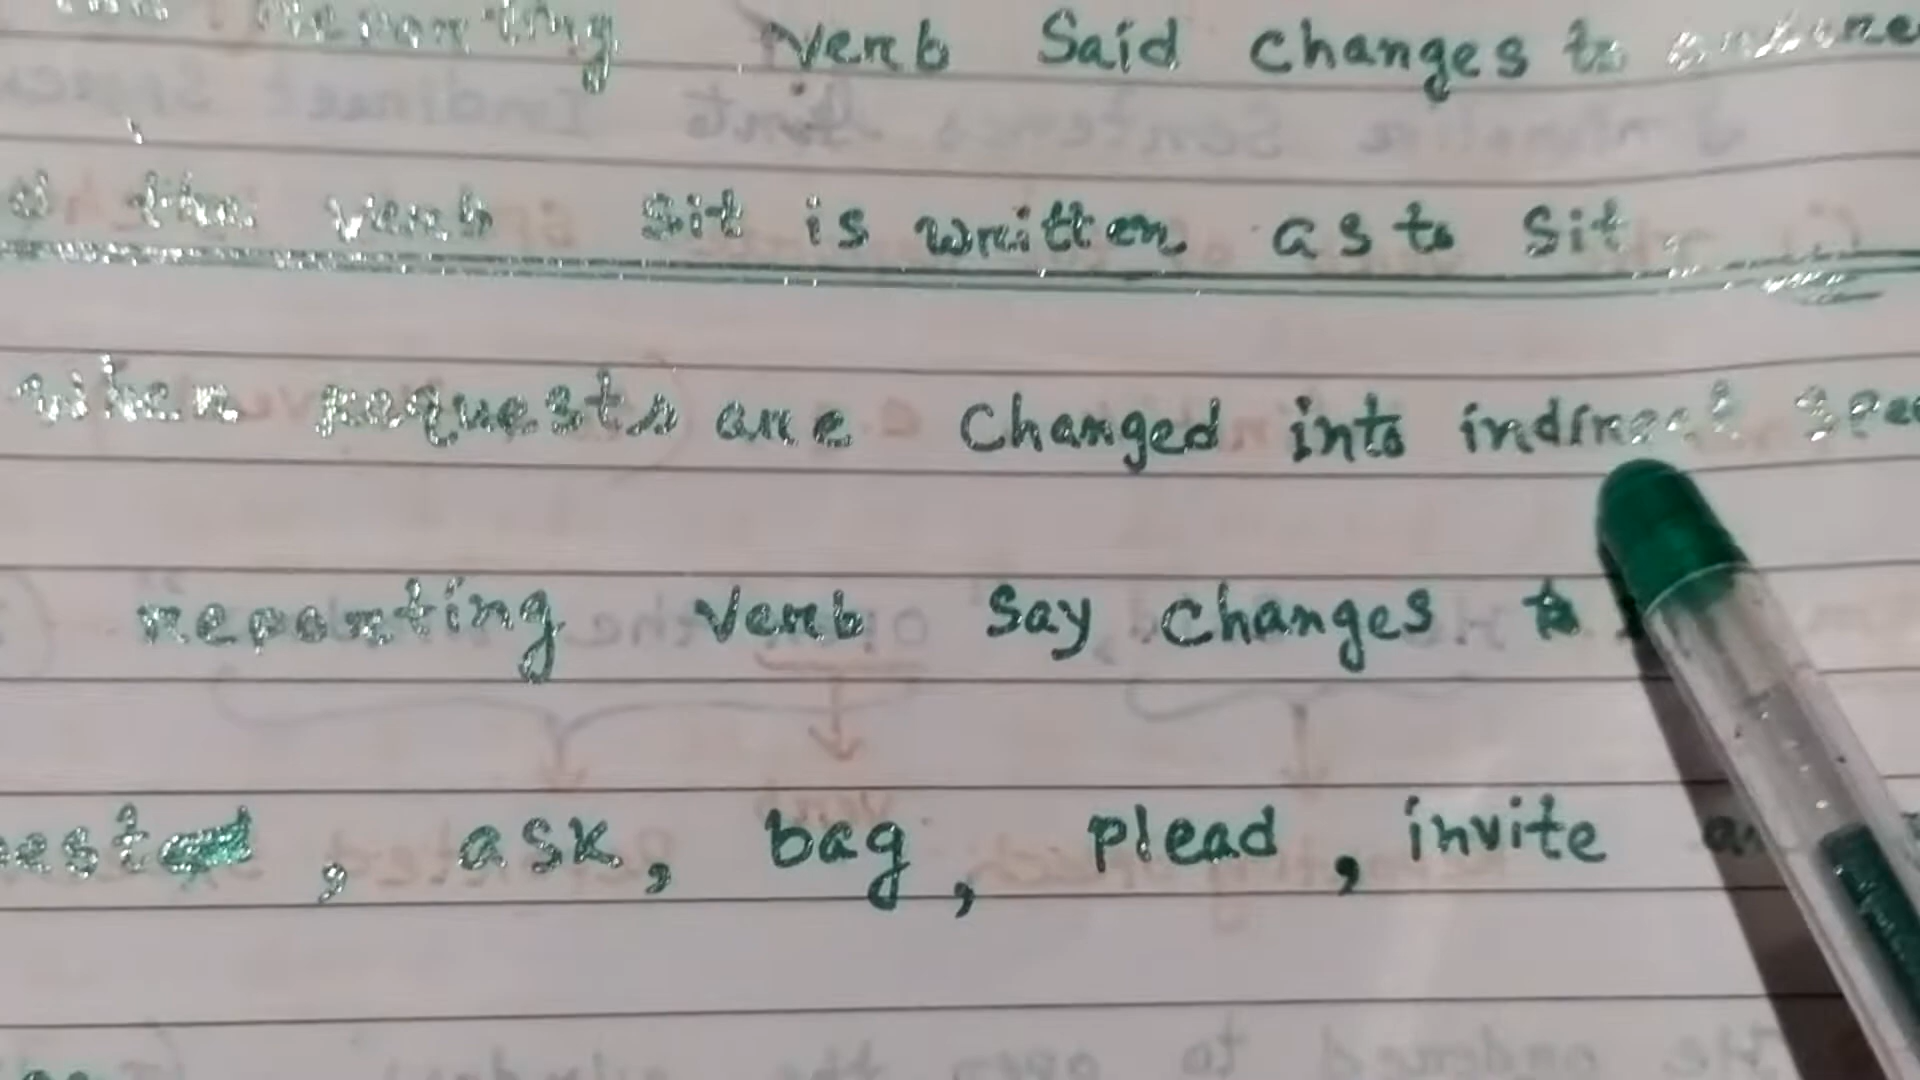 reporting verb Said changes to
the verb sit is written as to sit.
when requests are changed into indirect
reporting verb say changes to
, ask, bag, plead, invite